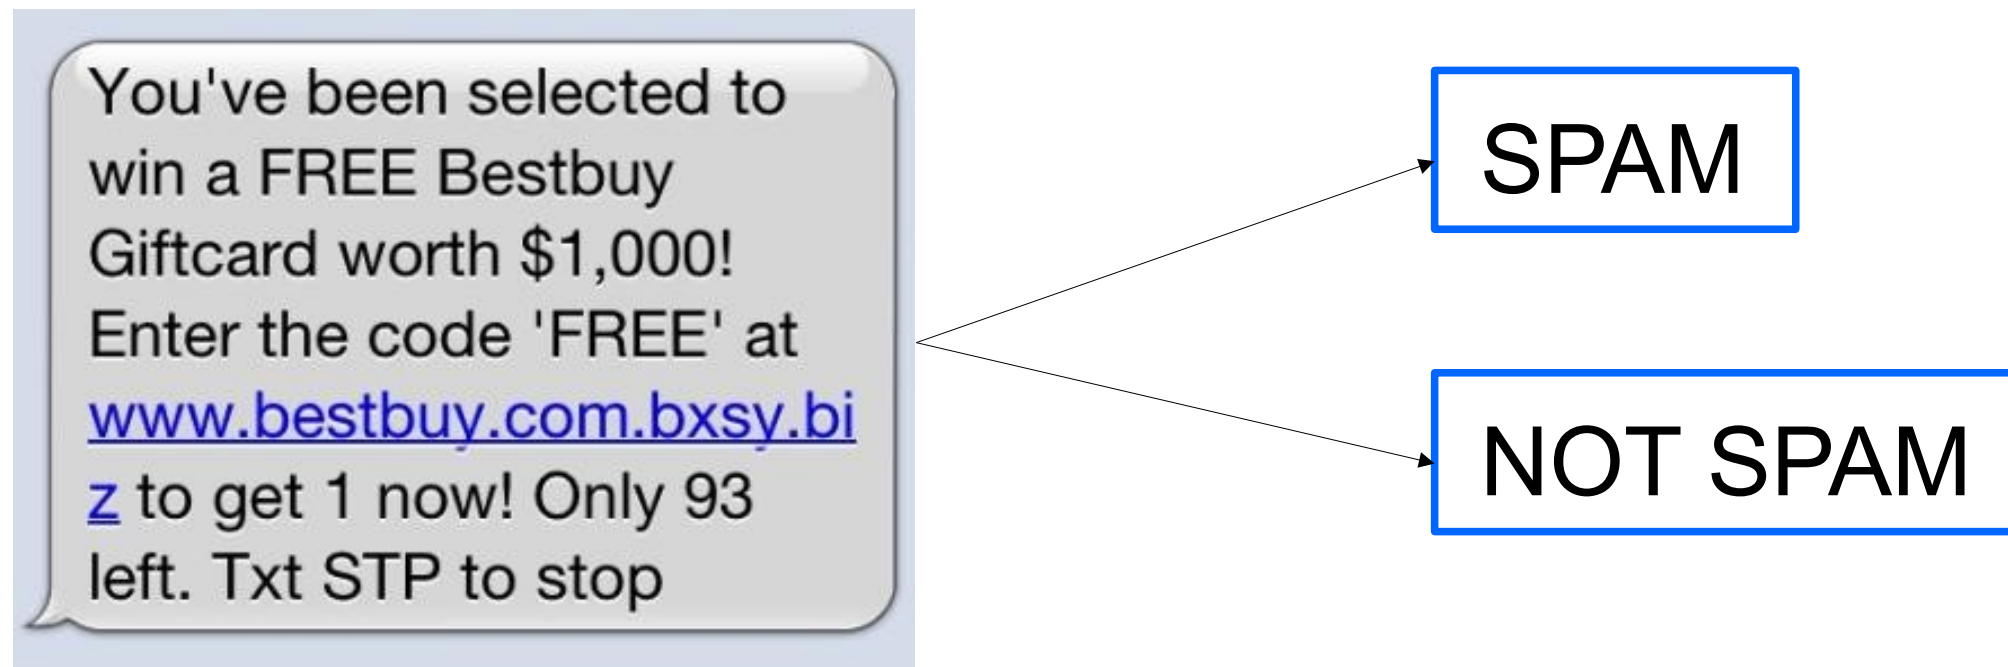 You've been selected to
win a FREE Bestbuy
Giftcard worth $1,000!
Enter the code 'FREE' at
www.bestbuy.com.bxsy.bi
z to get 1 now! Only 93
left. Txt STP to stop
SPAM
NOT SPAM